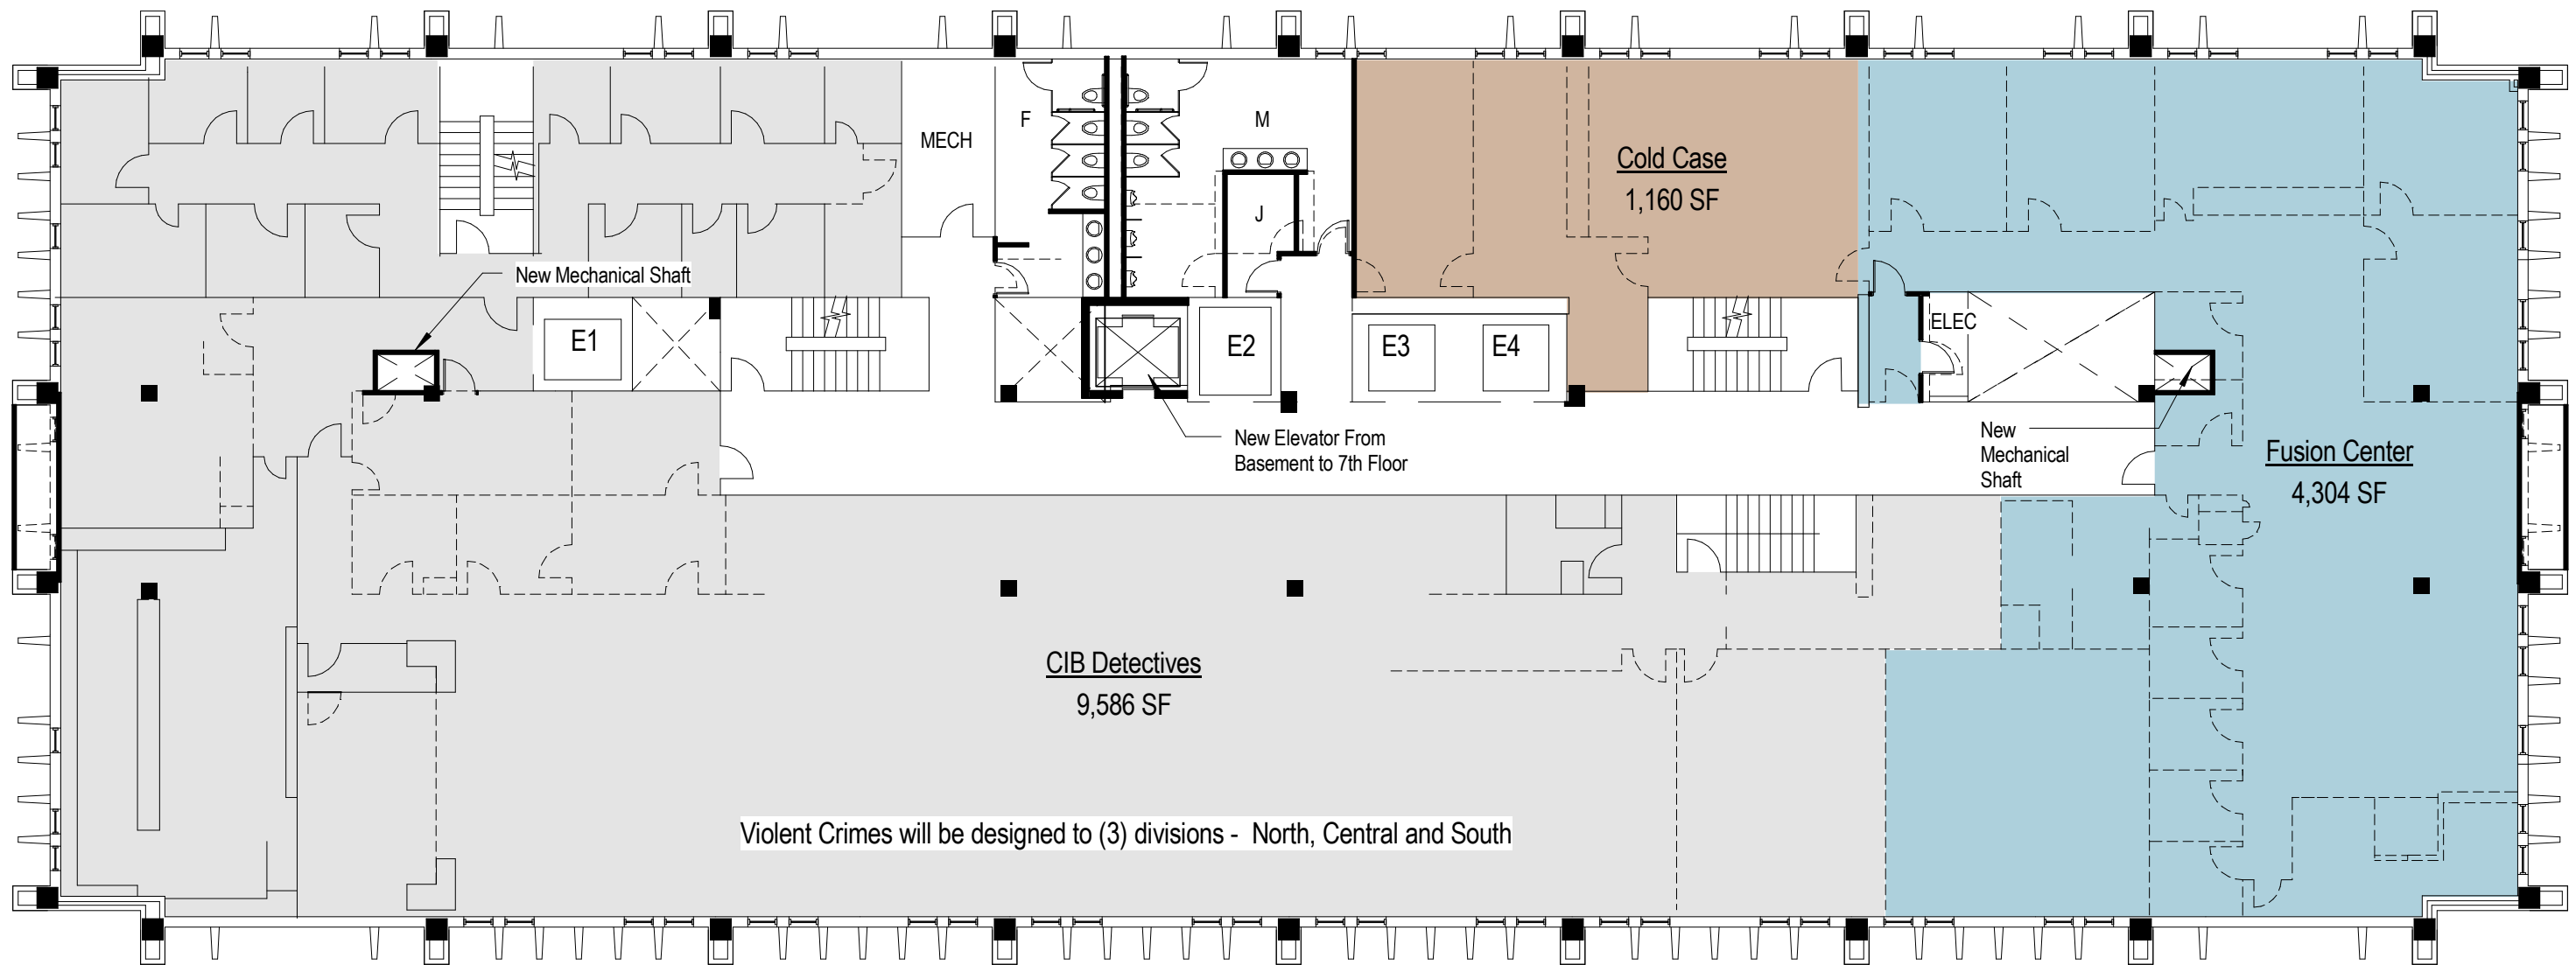 MECH
F
M
J
Cold Case
1,160 SF
New Mechanical Shaft
E1
E2
E3
E4
ELEC
New Elevator From
Basement to 7th Floor
New
Mechanical
Shaft
Fusion Center
4,304 SF
CIB Detectives
9,586 SF
Violent Crimes will be designed to (3) divisions - North, Central and South